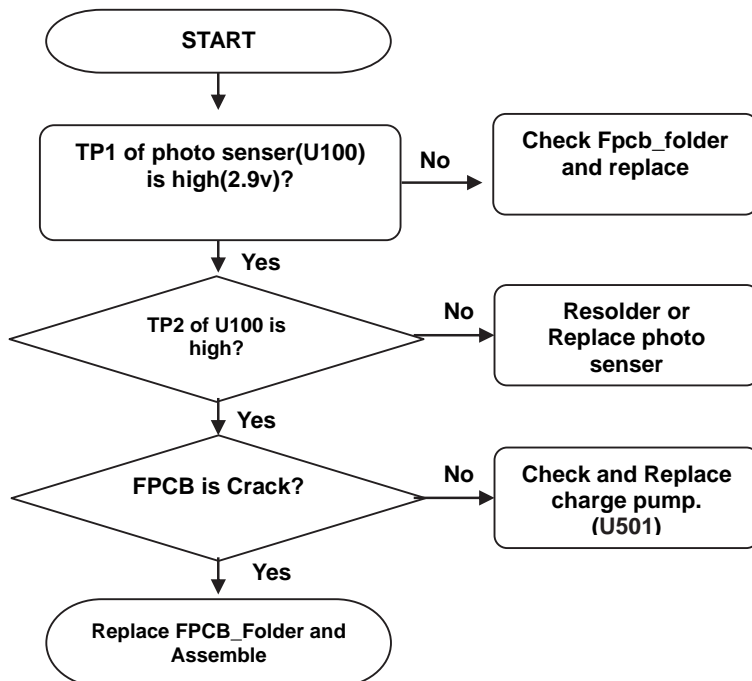 START
TP1 of photo senser(U100)
is high(2.9v)?
No
Check Fpcb_folder
and replace
Yes
TP2 of U100 is
high?
No
Resolder or
Replace photo
senser
Yes
FPCB is Crack?
No
Check and Replace
charge pump.
(U501)
Yes
Replace FPCB_Folder and
Assemble